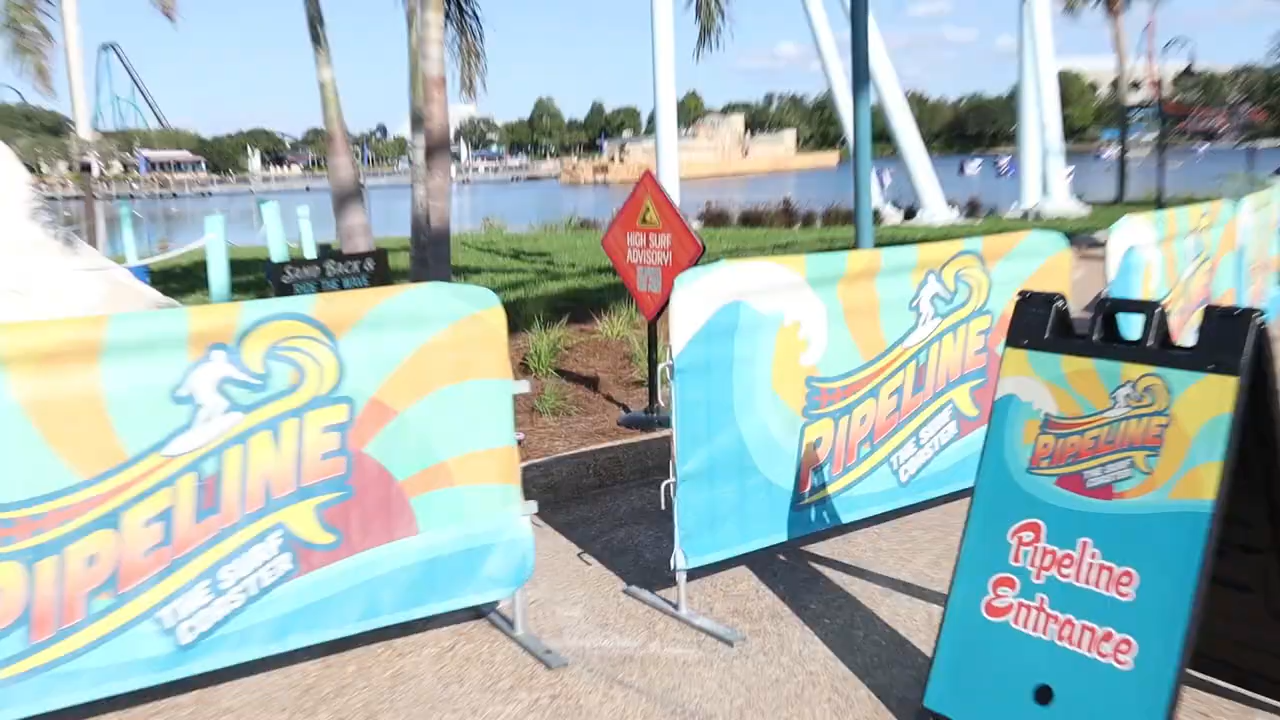 HIGH SURF
ADVISORY!
SAND BACK &
PIPELINE
THE SURF
COASTER
PIPELINE
THE SURF
COASTER
PIPELINE
THE SURF
COASTER
Pipeline
Entrance